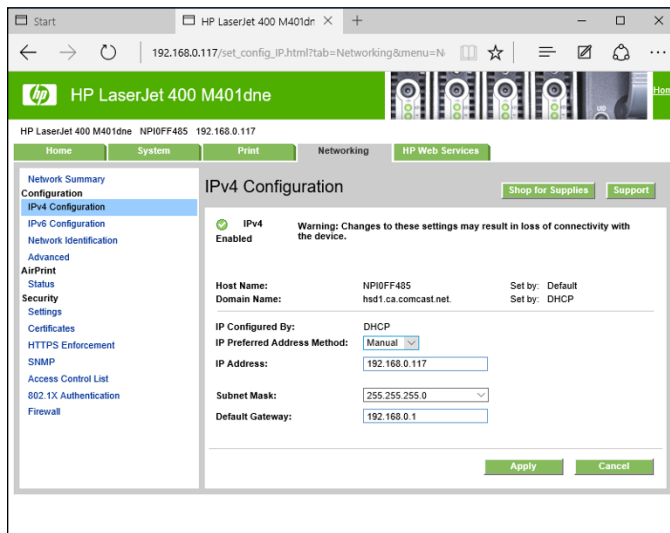 Start
HP LaserJet 400 M401dn
192.168.0.117/set_config_IP.html?tab=Networking&menu=N
hp
HP LaserJet 400 M401dne
Hom
HP LaserJet 400 M401dne NPI0FF485 192.168.0.117
Home System Print Networking HP Web Services
Network Summary
Configuration
IPv4 Configuration
IPv6 Configuration
Network Identification
Advanced
AirPrint
Status
Security
Settings
Certificates
HTTPS Enforcement
SNMP
Access Control List
802.1X Authentication
Firewall
IPv4 Configuration
Shop for Supplies Support
IPv4 Enabled
Warning: Changes to these settings may result in loss of connectivity with
the device.
Host Name: NPI0FF485 Set by: Default
Domain Name: hsd1.ca.comcast.net. Set by: DHCP
IP Configured By: DHCP
IP Preferred Address Method: Manual
IP Address: 192.168.0.117
Subnet Mask: 255.255.255.0
Default Gateway: 192.168.0.1
Apply Cancel